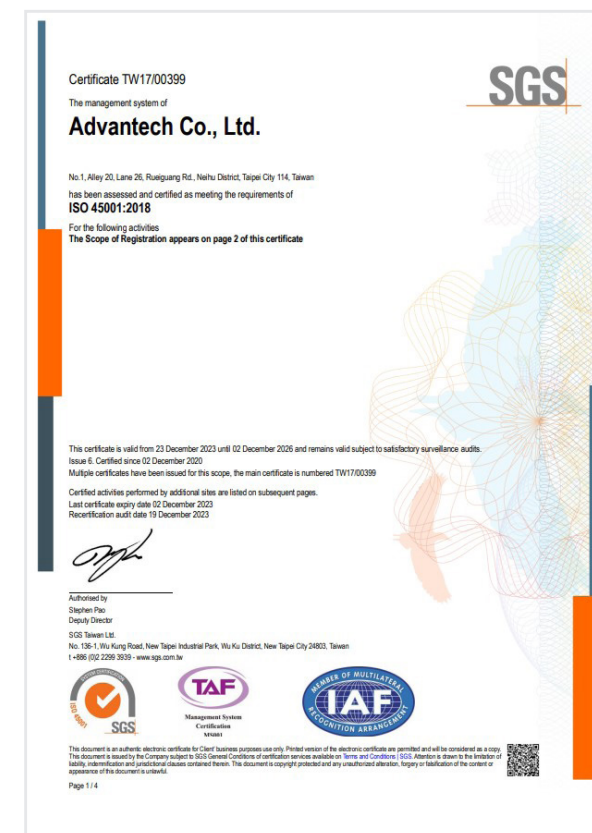 Certificate TW17/00399
SGS
The management system of
Advantech Co., Ltd.
No.1, Alley 20, Lane 26, Rueiguang Rd., Neihu District, Taipei City 114, Taiwan
has been assessed and certified as meeting the requirements of
ISO 45001:2018
For the following activities
The Scope of Registration appears on page 2 of this certificate
This certificate is valid from 23 December 2023 until 02 December 2026 and remains valid subject to satisfactory surveillance audits.
Issue 6. Certified since 02 December 2020
Multiple certificates have been issued for this scope, the main certificate is numbered TW17/00399
Certified activities performed by additional sites are listed on subsequent pages.
Last certificate expiry date 02 December 2023
Recertification audit date 19 December 2023
Authorised by
Stephen Pao
Deputy Director
SGS Taiwan Ltd.
No. 136-1, Wu Kung Road, New Taipei Industrial Park, Wu Ku District, New Taipei City 24803, Taiwan
t +886 (0)2 2299 3939 - www.sgs.com.tw
SYSTEM CERTIFICATION
ISO 45001
SGS
TAF
Management System
Certification
MS001
MEMBER OF MULTILATERAL
IAF
RECOGNITION ARRANGEMENT
This document is an authentic electronic certificate for Client' business purposes use only. Printed version of the electronic certificate are permitted and will be considered as a copy.
This document is issued by the Company subject to SGS General Conditions of certification services available on Terms and Conditions | SGS. Attention is drawn to the limitation of
liability, indemnification and jurisdictional clauses contained therein. This document is copyright protected and any unauthorized alteration, forgery or falsification of the content or
appearance of this document is unlawful.
Page 1 / 4